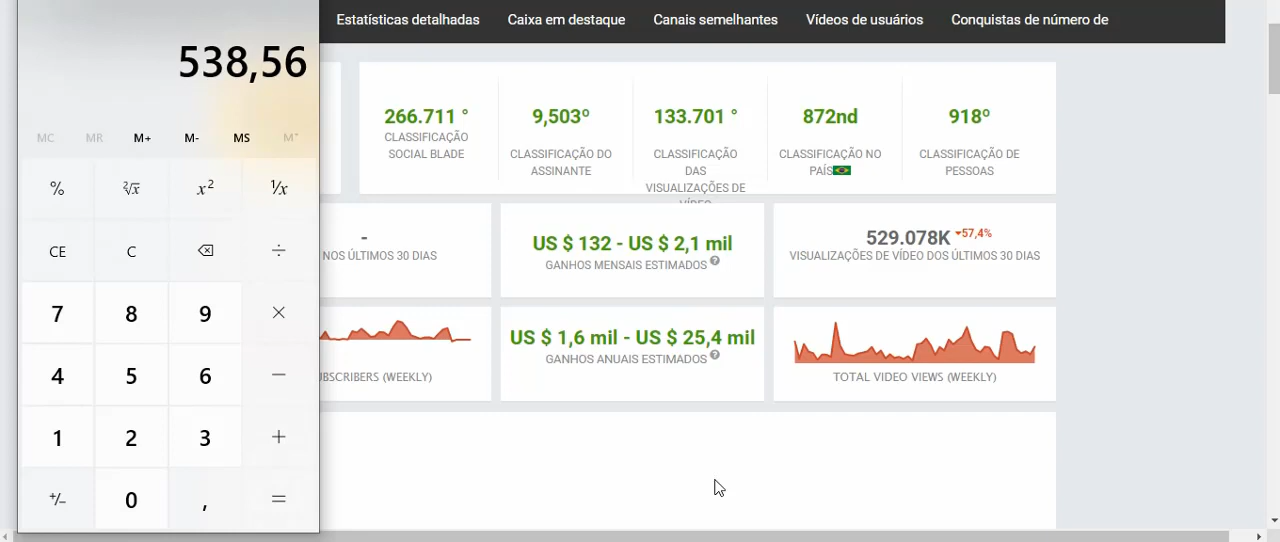 Estatísticas detalhadas Caixa em destaque Canais semelhantes Vídeos de usuários Conquistas de número de
538,56
MC MR M+ M- MS M˅
% ²√x x² ¹/x
CE C ⌫ ÷
7 8 9 ×
4 5 6 −
1 2 3 +
+/− 0 , =
266.711 °
CLASSIFICAÇÃO
SOCIAL BLADE
9,503º
CLASSIFICAÇÃO DO
ASSINANTE
133.701 °
CLASSIFICAÇÃO
DAS
VISUALIZAÇÕES DE
VÍDEO
872nd
CLASSIFICAÇÃO NO
PAÍS
918º
CLASSIFICAÇÃO DE
PESSOAS
-
NOS ÚLTIMOS 30 DIAS
US $ 132 - US $ 2,1 mil
GANHOS MENSAIS ESTIMADOS ?
529.078K 57,4%
VISUALIZAÇÕES DE VÍDEO DOS ÚLTIMOS 30 DIAS
UBSCRIBERS (WEEKLY)
US $ 1,6 mil - US $ 25,4 mil
GANHOS ANUAIS ESTIMADOS ?
TOTAL VIDEO VIEWS (WEEKLY)